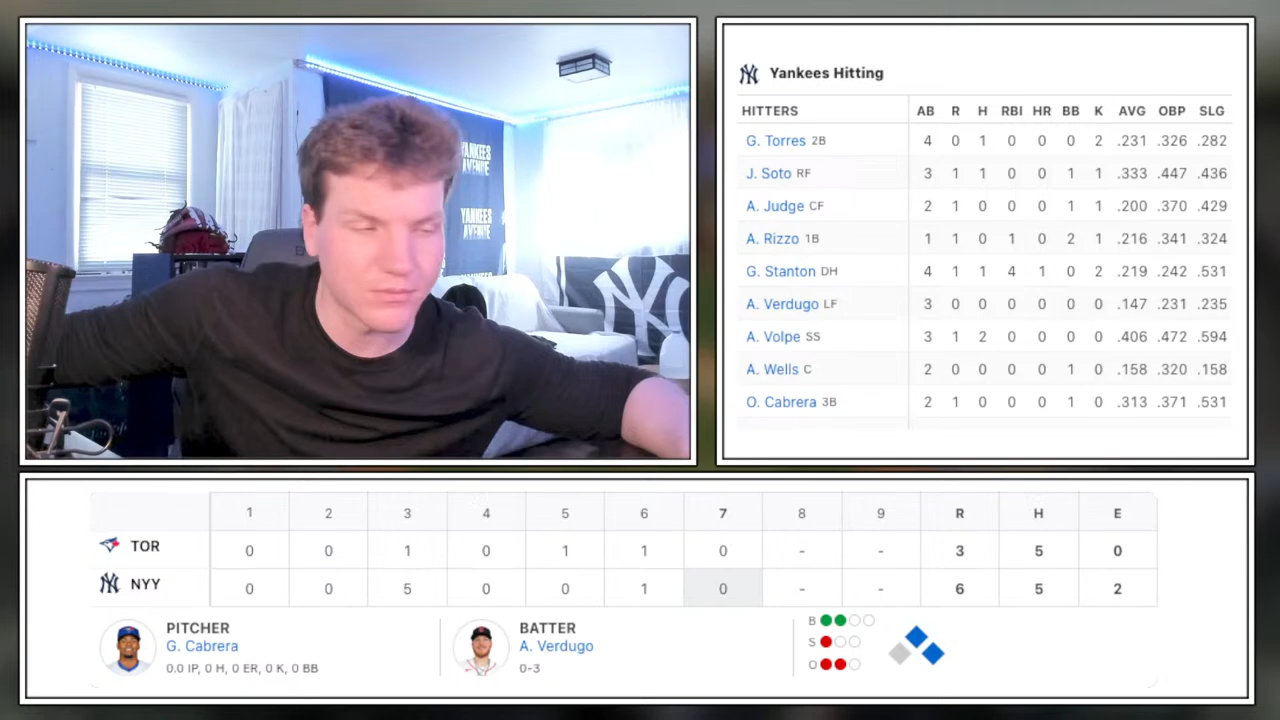 YANKEES
AVENUE
YANKEES
AVENUE
Yankees Hitting
HITTERS AB R H RBI HR BB K AVG OBP SLG
G. Torres 2B 4 0 1 0 0 0 2 .231 .326 .282
J. Soto RF 3 1 1 0 0 1 1 .333 .447 .436
A. Judge CF 2 1 0 0 0 1 1 .200 .370 .429
A. Rizzo 1B 1 1 0 1 0 2 1 .216 .341 .324
G. Stanton DH 4 1 1 4 1 0 2 .219 .242 .531
A. Verdugo LF 3 0 0 0 0 0 0 .147 .231 .235
A. Volpe SS 3 1 2 0 0 0 0 .406 .472 .594
A. Wells C 2 0 0 0 0 1 0 .158 .320 .158
O. Cabrera 3B 2 1 0 0 0 1 0 .313 .371 .531
1 2 3 4 5 6 7 8 9 R H E
TOR 0 0 1 0 1 1 0 - - 3 5 0
NYY 0 0 5 0 0 1 0 - - 6 5 2
PITCHER
G. Cabrera
0.0 IP, 0 H, 0 ER, 0 K, 0 BB
BATTER
A. Verdugo
0-3
B
S
O